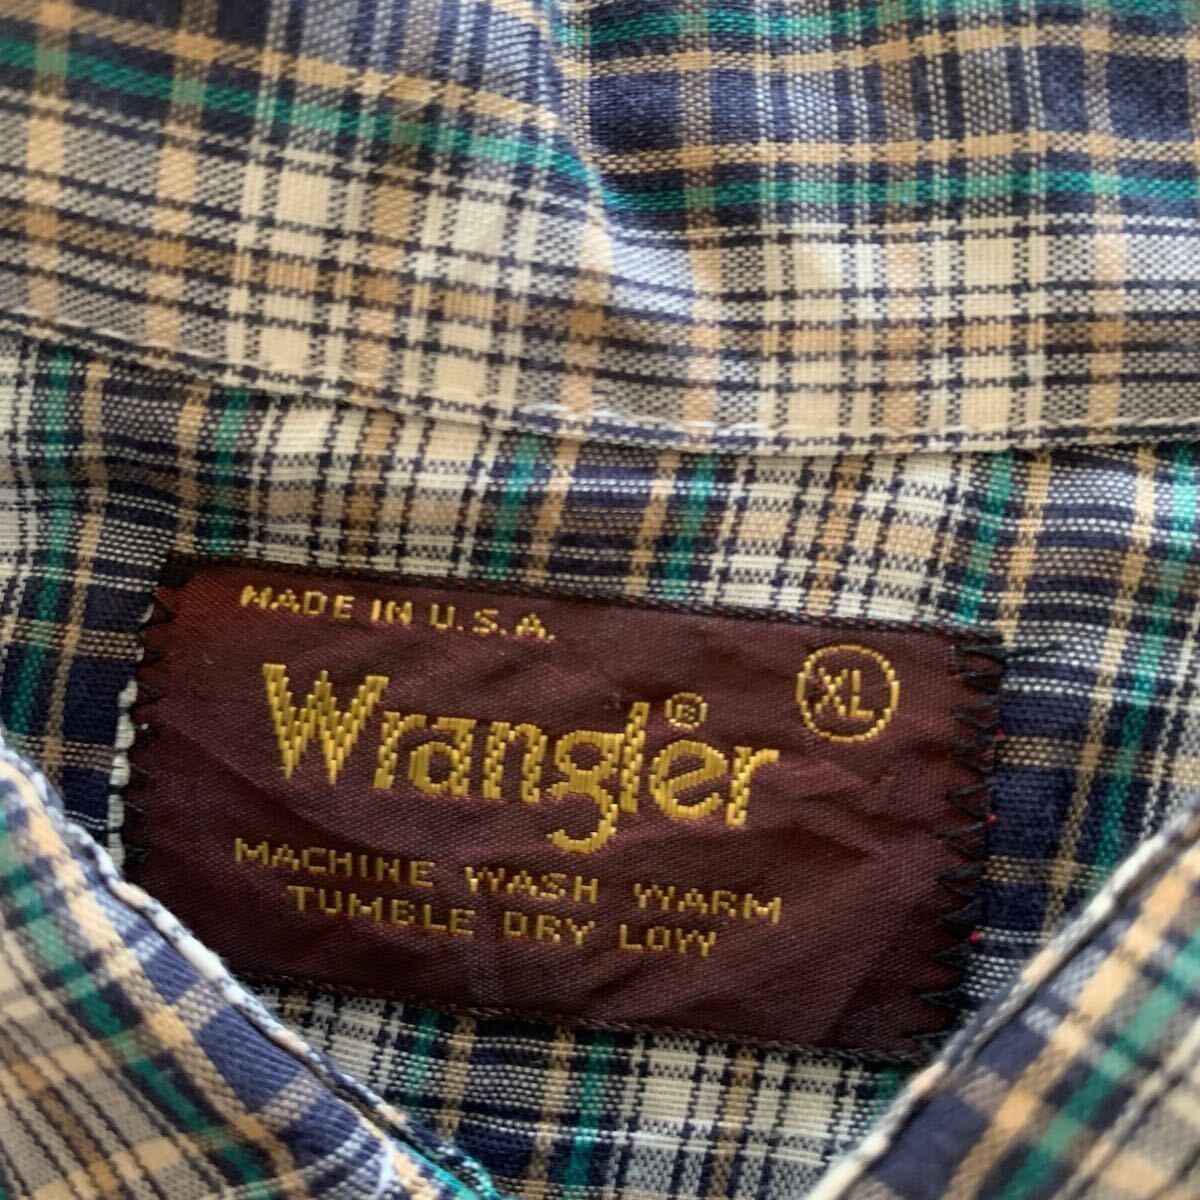 MADE IN U.S.A.
XL
Wrangler®
MACHINE WASH WARM
TUMBLE DRY LOW